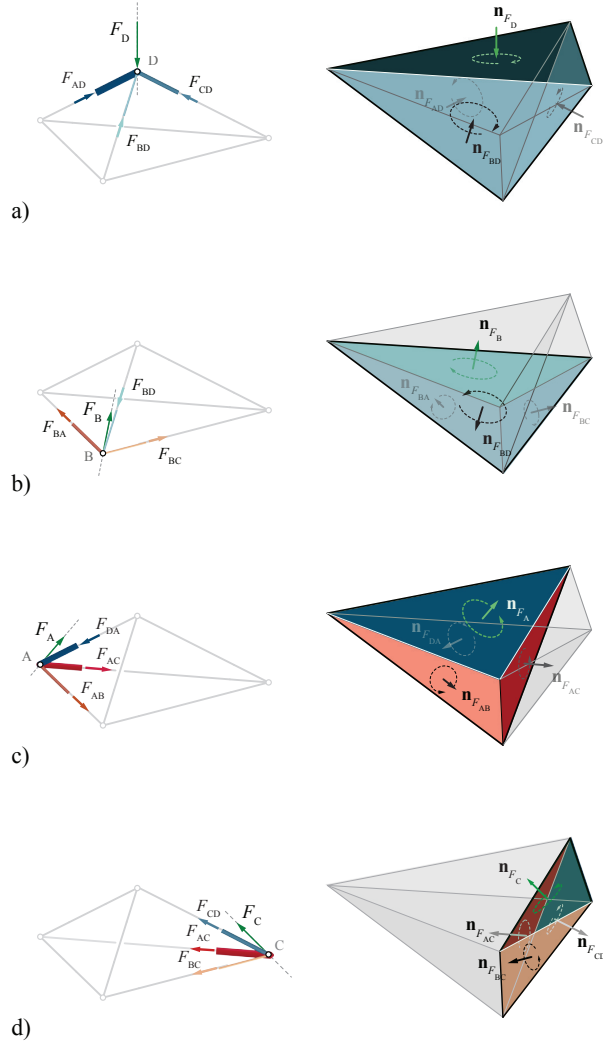 F_D
D
F_AD
F_CD
F_BD
n_F_D
n_F_AD
n_F_BD
n_F_CD
a)
F_BD
F_B
F_BA
B
F_BC
n_F_B
n_F_BA
n_F_BD
n_F_BC
b)
F_A
F_DA
A
F_AC
F_AB
n_F_A
n_F_DA
n_F_AB
n_F_AC
c)
F_CD
F_C
F_AC
C
F_BC
n_F_C
n_F_AC
n_F_CD
n_F_BC
d)